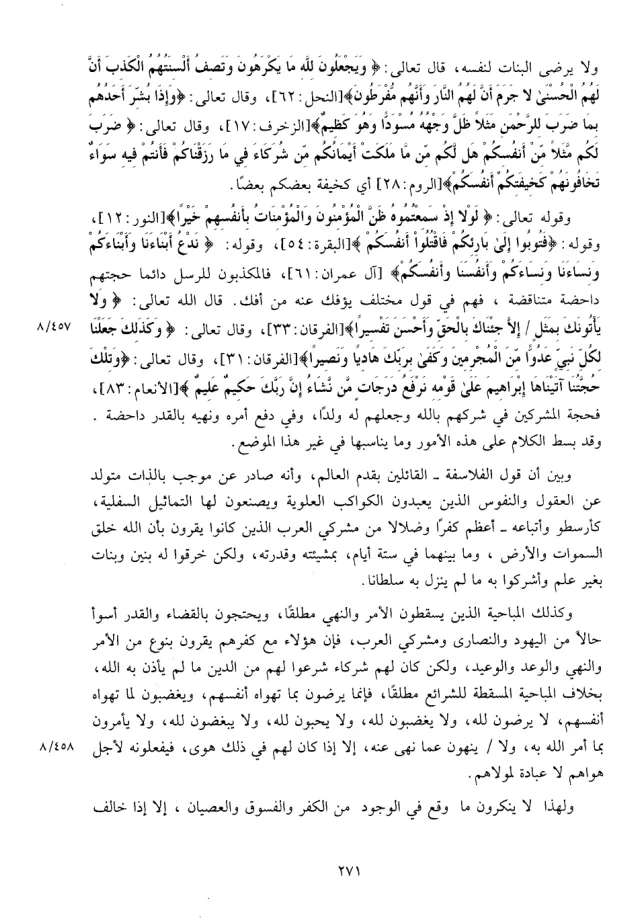 ولا يرضى البنات لنفسه، قال تعالى: ﴿ وَيَجْعَلُونَ لِلَّهِ مَا يَكْرَهُونَ وَتَصِفُ أَلْسِنَتُهُمُ الْكَذِبَ أَنَّ
لَهُمُ الْحُسْنَىٰ لا جَرَمَ أَنَّ لَهُمُ النَّارَ وَأَنَّهُم مُّفْرَطُونَ﴾[النحل:٦٢]، وقال تعالى: ﴿وَإِذَا بُشِّرَ أَحَدُهُم
بِمَا ضَرَبَ لِلرَّحْمَنِ مَثَلاً ظَلَّ وَجْهُهُ مُسْوَدًّا وَهُوَ كَظِيمٌ﴾[الزخرف:١٧]، وقال تعالى: ﴿ ضَرَبَ
لَكُم مَّثَلاً مِّنْ أَنفُسِكُمْ هَل لَّكُم مِّن مَّا مَلَكَتْ أَيْمَانُكُم مِّن شُرَكَاءَ فِي مَا رَزَقْنَاكُمْ فَأَنتُمْ فِيهِ سَوَاءٌ
تَخَافُونَهُمْ كَخِيفَتِكُمْ أَنفُسَكُمْ﴾[الروم:٢٨] أي كخيفة بعضكم بعضًا.
وقوله تعالى: ﴿ لَوْلا إِذْ سَمِعْتُمُوهُ ظَنَّ الْمُؤْمِنُونَ وَالْمُؤْمِنَاتُ بِأَنفُسِهِمْ خَيْرًا﴾[النور:١٢]،
وقوله: ﴿فَتُوبُوا إِلَىٰ بَارِئِكُمْ فَاقْتُلُوا أَنفُسَكُمْ ﴾[البقرة:٥٤]، وقوله: ﴿ نَدْعُ أَبْنَاءَنَا وَأَبْنَاءَكُمْ
وَنِسَاءَنَا وَنِسَاءَكُمْ وَأَنفُسَنَا وَأَنفُسَكُمْ﴾ [آل عمران:٦١]، فالمكذبون للرسل دائما حجتهم
داحضة متناقضة ، فهم في قول مختلف يؤفك عنه من أفك. قال الله تعالى: ﴿ وَلا
يَأْتُونَكَ بِمَثَلٍ / إِلاَّ جِئْنَاكَ بِالْحَقِّ وَأَحْسَنَ تَفْسِيرًا﴾[الفرقان:٣٣]، وقال تعالى: ﴿ وَكَذَلِكَ جَعَلْنَا ٨/٤٥٧
لِكُلِّ نَبِيٍّ عَدُوًّا مِّنَ الْمُجْرِمِينَ وَكَفَىٰ بِرَبِّكَ هَادِيًا وَنَصِيرًا﴾[الفرقان:٣١]، وقال تعالى: ﴿وَتِلْكَ
حُجَّتُنَا آتَيْنَاهَا إِبْرَاهِيمَ عَلَىٰ قَوْمِهِ نَرْفَعُ دَرَجَاتٍ مَّن نَّشَاءُ إِنَّ رَبَّكَ حَكِيمٌ عَلِيمٌ ﴾[الأنعام:٨٣]،
فحجة المشركين في شركهم بالله وجعلهم له ولدًا، وفي دفع أمره ونهيه بالقدر داحضة .
وقد بسط الكلام على هذه الأمور وما يناسبها في غير هذا الموضع.
وبين أن قول الفلاسفة ـ القائلين بقدم العالم، وأنه صادر عن موجب بالذات متولد
عن العقول والنفوس الذين يعبدون الكواكب العلوية ويصنعون لها التماثيل السفلية،
كأرسطو وأتباعه ـ أعظم كفرًا وضلالا من مشركي العرب الذين كانوا يقرون بأن الله خلق
السموات والأرض ، وما بينهما في ستة أيام، بمشيئته وقدرته، ولكن خرقوا له بنين وبنات
بغير علم وأشركوا به ما لم ينزل به سلطانا.
وكذلك المباحية الذين يسقطون الأمر والنهي مطلقًا، ويحتجون بالقضاء والقدر أسوأ
حالاً من اليهود والنصارى ومشركي العرب، فإن هؤلاء مع كفرهم يقرون بنوع من الأمر
والنهي والوعد والوعيد، ولكن كان لهم شركاء شرعوا لهم من الدين ما لم يأذن به الله،
بخلاف المباحية المسقطة للشرائع مطلقًا، فإنما يرضون بما تهواه أنفسهم، ويغضبون لما تهواه
أنفسهم، لا يرضون لله، ولا يغضبون لله، ولا يحبون لله، ولا يبغضون لله، ولا يأمرون
بما أمر الله به، ولا / ينهون عما نهى عنه، إلا إذا كان لهم في ذلك هوى، فيفعلونه لأجل ٨/٤٥٨
هواهم لا عبادة لمولاهم.
ولهذا لا ينكرون ما وقع في الوجود من الكفر والفسوق والعصيان ، إلا إذا خالف
٢٧١